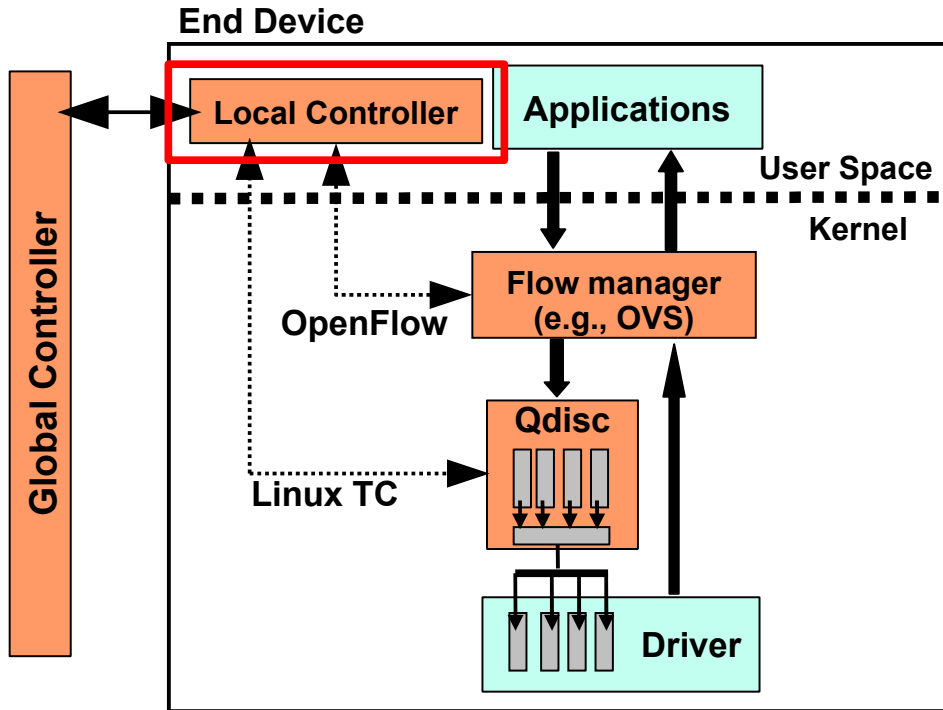 End Device
Global Controller
Local Controller
Applications
User Space
Kernel
Flow manager
(e.g., OVS)
OpenFlow
Qdisc
Linux TC
Driver